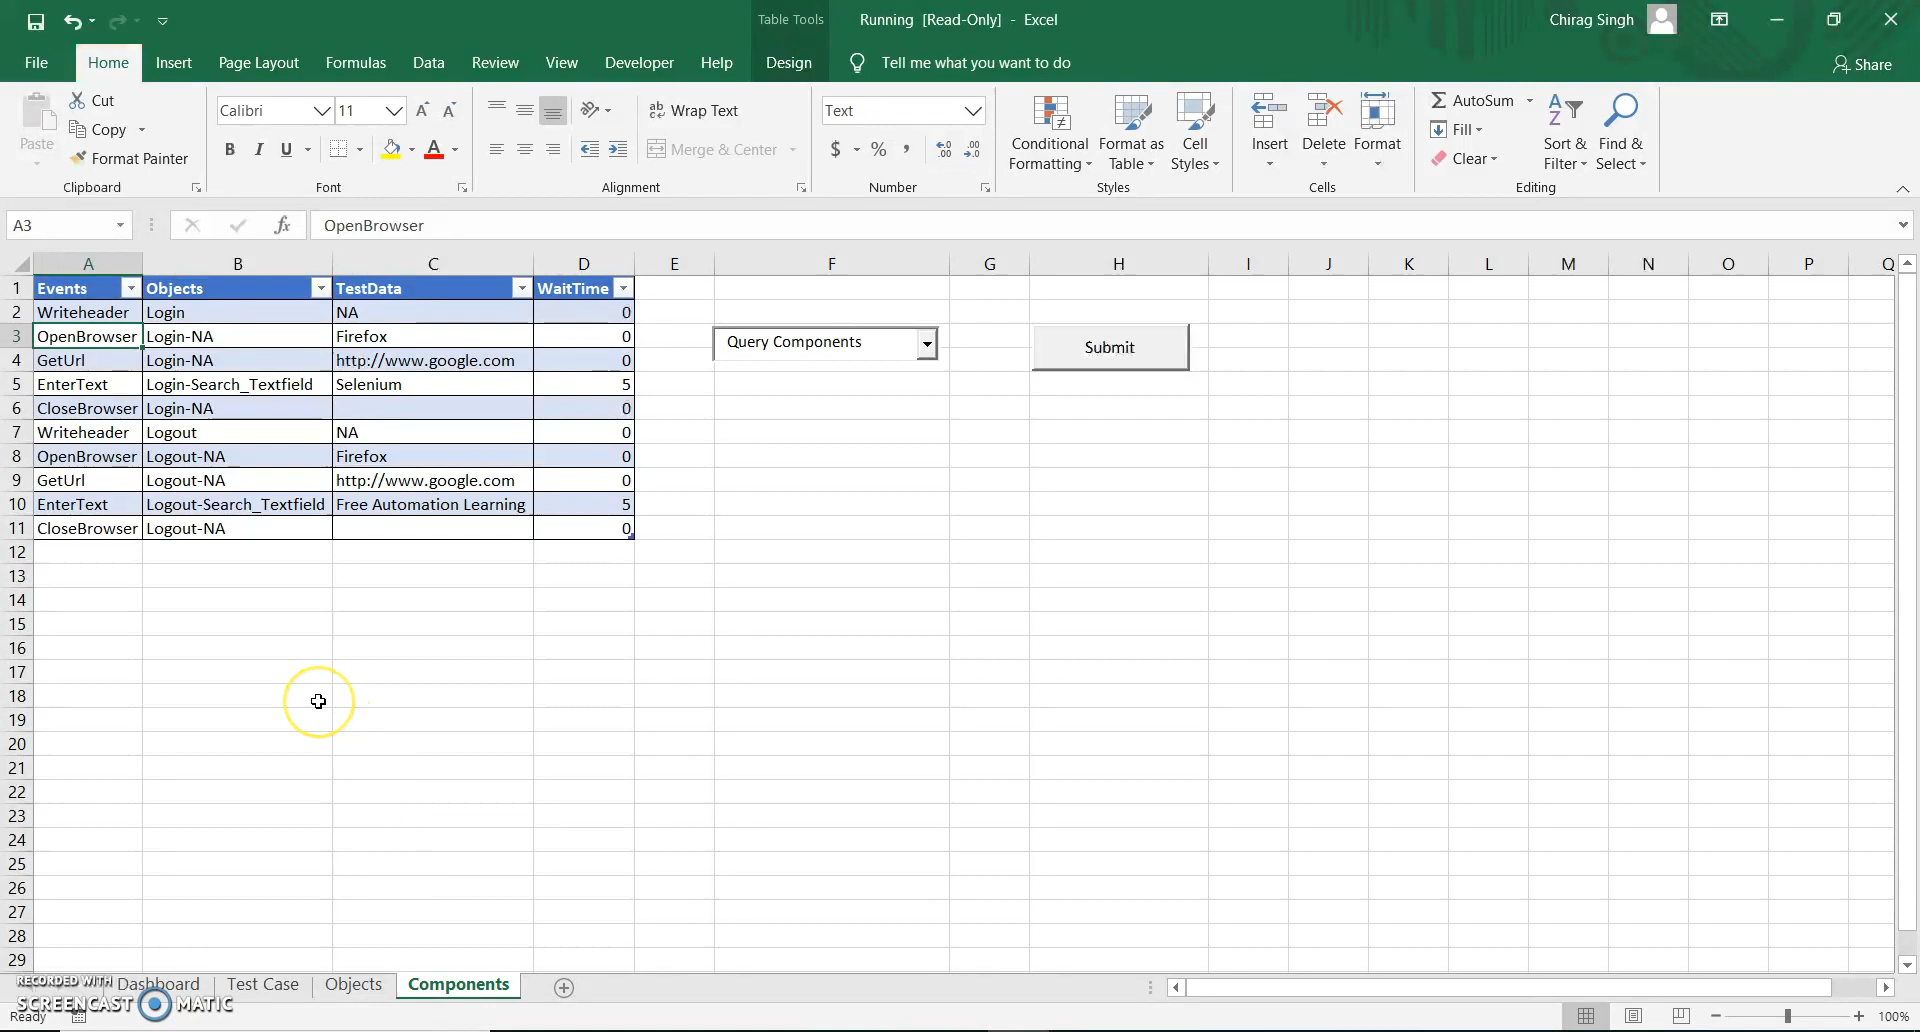 Table Tools
Running [Read-Only] - Excel
Chirag Singh
File Home Insert Page Layout Formulas Data Review View Developer Help Design Tell me what you want to do Share
Paste
Cut
Copy
Format Painter
Clipboard
Calibri 11
B I U A
Font
Wrap Text
Merge & Center
Alignment
Text
$ % ,
Number
Conditional Formatting
Format as Table
Cell Styles
Styles
Insert
Delete
Format
Cells
AutoSum
Fill
Clear
Sort & Filter
Find & Select
Editing
A3 fx OpenBrowser
A B C D E F G H I J K L M N O P Q
1 Events Objects TestData WaitTime
2 Writeheader Login NA 0
3 OpenBrowser Login-NA Firefox 0
4 GetUrl Login-NA http://www.google.com 0
5 EnterText Login-Search_Textfield Selenium 5
6 CloseBrowser Login-NA 0
7 Writeheader Logout NA 0
8 OpenBrowser Logout-NA Firefox 0
9 GetUrl Logout-NA http://www.google.com 0
10 EnterText Logout-Search_Textfield Free Automation Learning 5
11 CloseBrowser Logout-NA 0
12
13
14
15
16
17
18
19
20
21
22
23
24
25
26
27
28
29
Query Components
Submit
Dashboard Test Case Objects Components
RECORDED WITH
SCREENCAST MATIC
Ready
100%